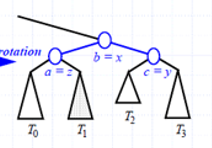 rotation
b = x
a = z
c = y
T0
T1
T2
T3